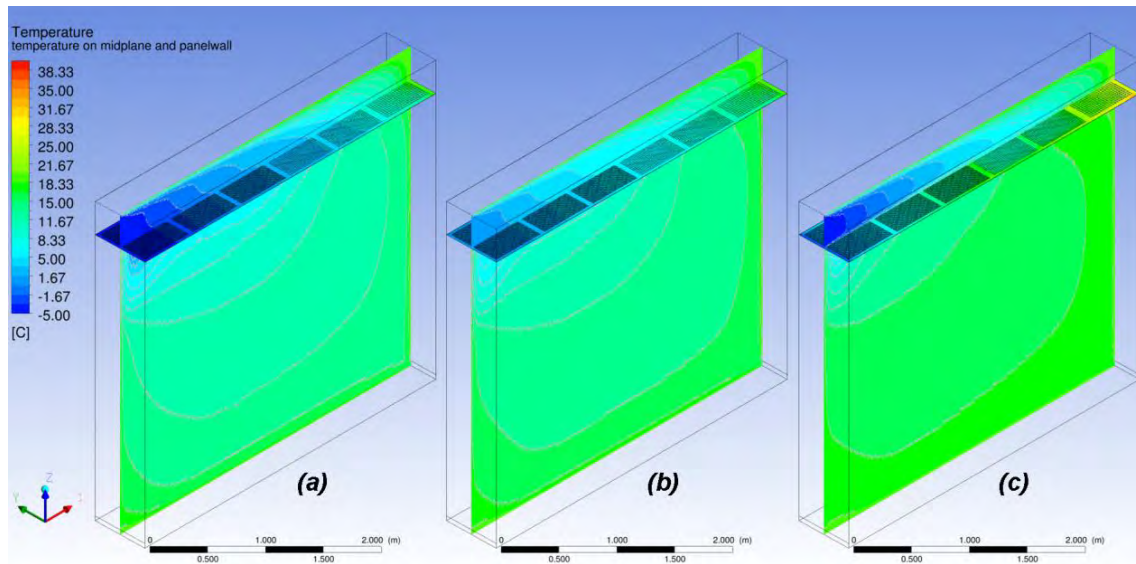 Temperature
temperature on midplane and panelwall
38.33
35.00
31.67
28.33
25.00
21.67
18.33
15.00
11.67
8.33
5.00
1.67
-1.67
-5.00
[C]
(a)
(b)
(c)
Z
Y
0 1.000 2.000 (m)
0.500 1.500
0 1.000 2.000 (m)
0.500 1.500
0 1.000 2.000 (m)
0.500 1.500